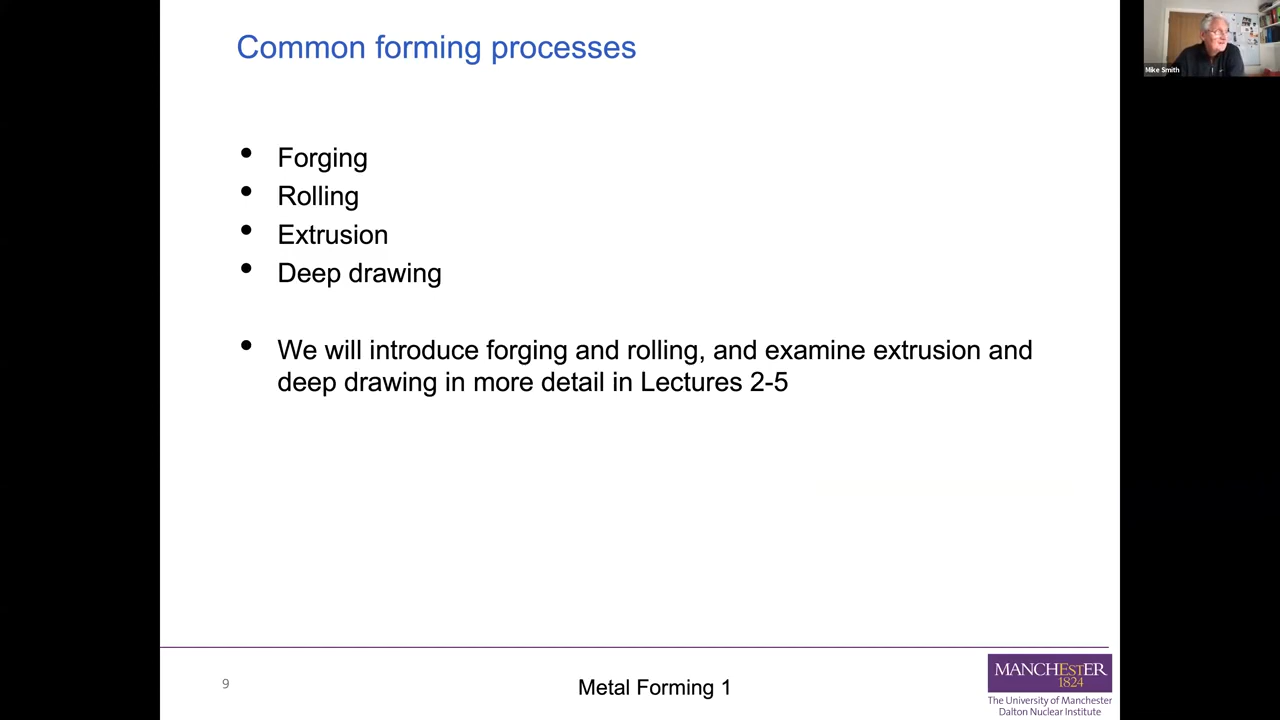 Common forming processes
Mike Smith
• Forging
• Rolling
• Extrusion
• Deep drawing
• We will introduce forging and rolling, and examine extrusion and
deep drawing in more detail in Lectures 2-5
9
Metal Forming 1
MANCHESTER
1824
The University of Manchester
Dalton Nuclear Institute